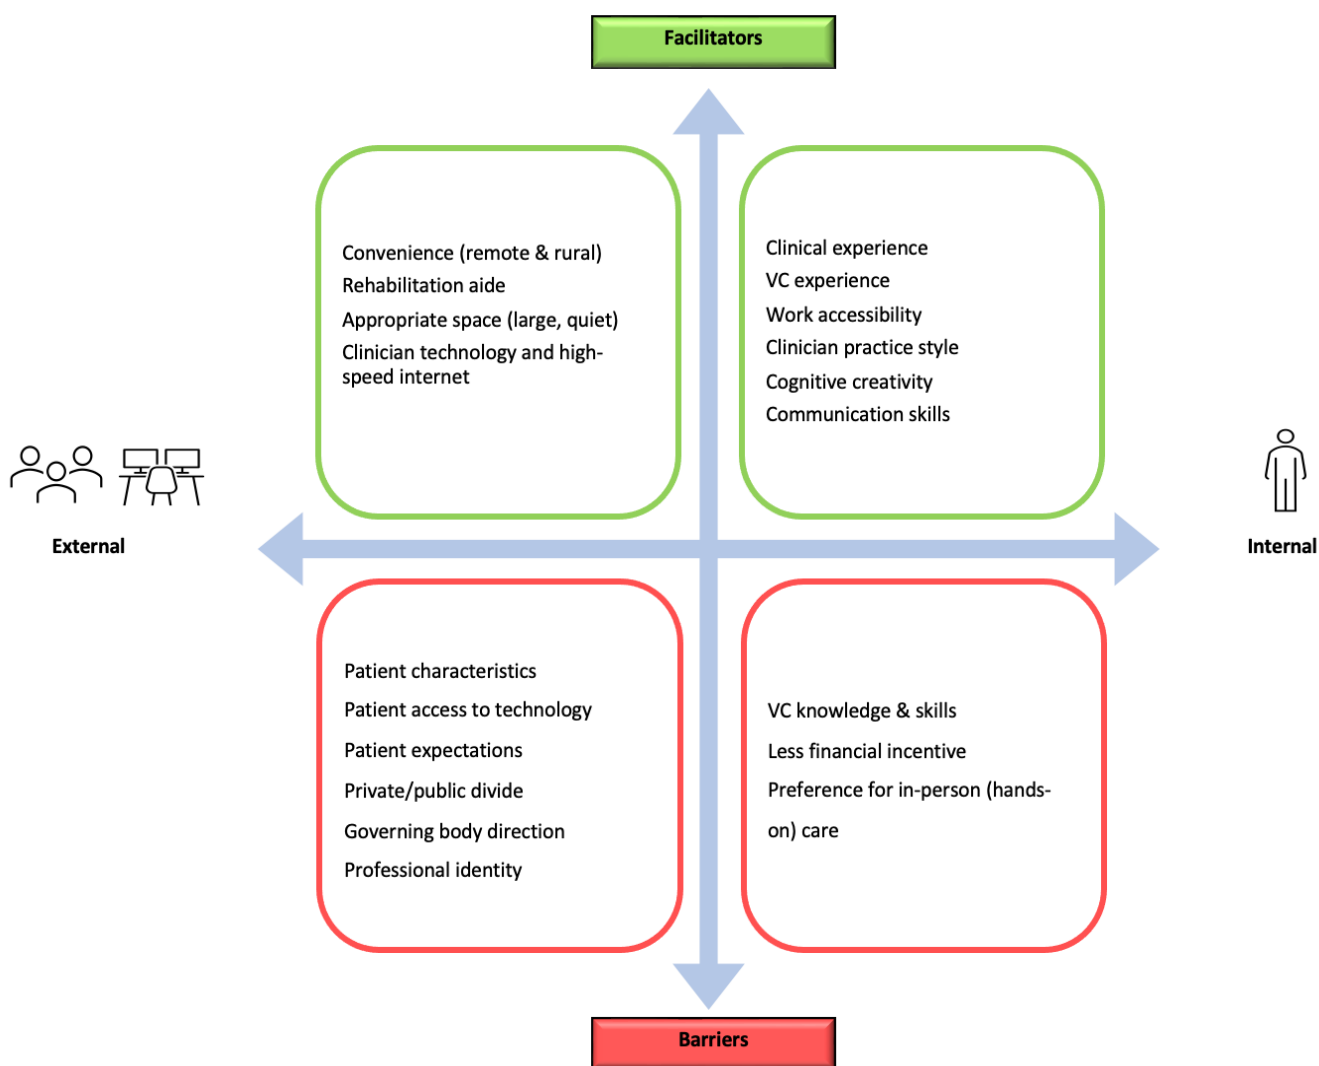 Facilitators
Convenience (remote & rural)
Rehabilitation aide
Appropriate space (large, quiet)
Clinician technology and high-
speed internet
Clinical experience
VC experience
Work accessibility
Clinician practice style
Cognitive creativity
Communication skills
External
Internal
Patient characteristics
Patient access to technology
Patient expectations
Private/public divide
Governing body direction
Professional identity
VC knowledge & skills
Less financial incentive
Preference for in-person (hands-
on) care
Barriers